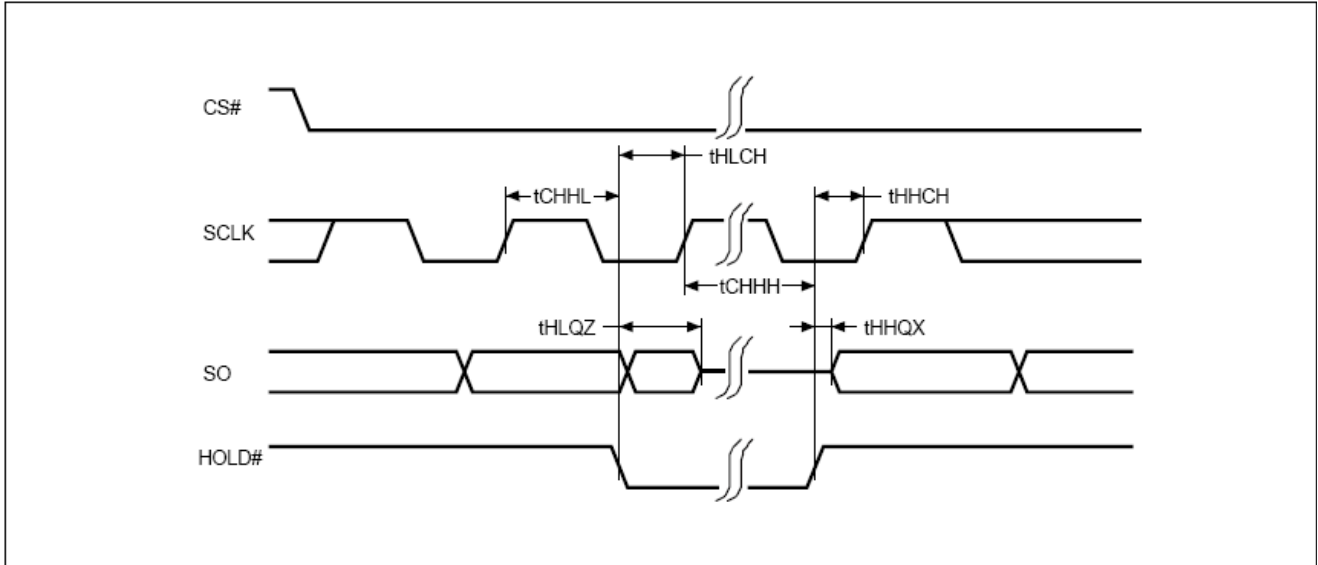 CS#
tHLCH
tCHHL
tHHCH
SCLK
tCHHH
tHLQZ
tHHQX
SO
HOLD#